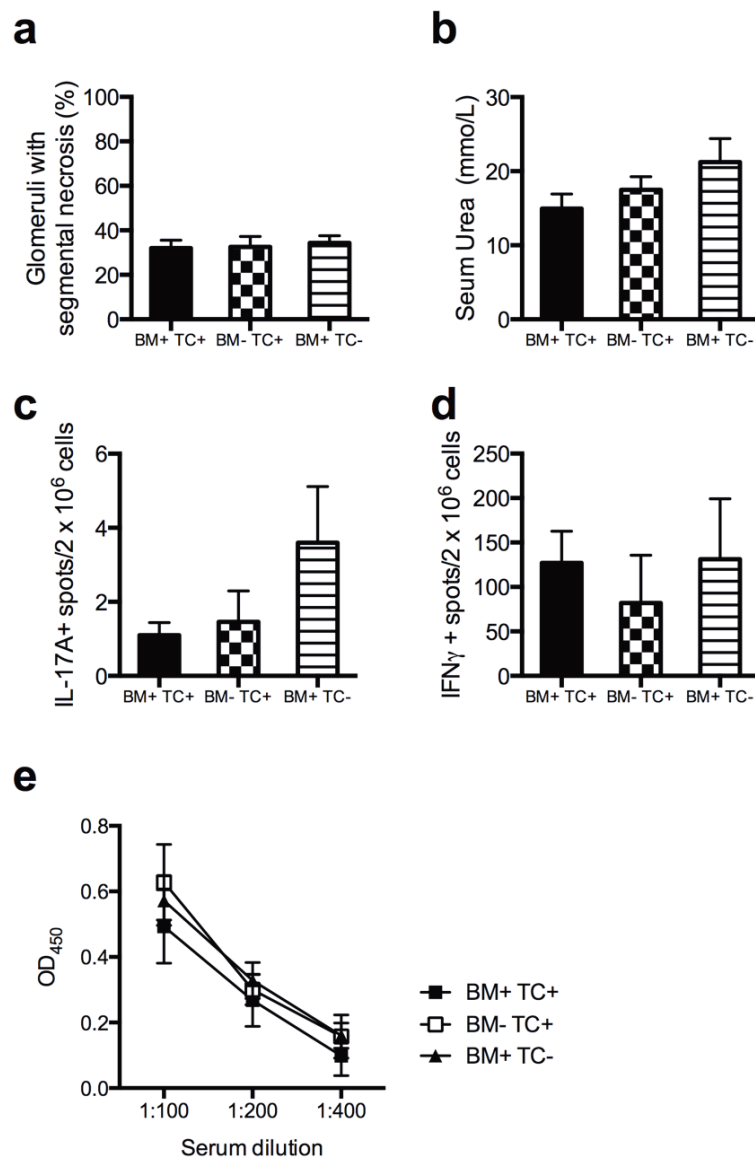 a
Glomeruli with
segmental necrosis (%)
100
80
60
40
20
0
BM+ TC+ BM- TC+ BM+ TC-
b
Seum Urea (mmo/L)
30
20
10
0
BM+ TC+ BM- TC+ BM+ TC-
c
IL-17A+ spots/2 x 10⁶ cells
6
4
2
0
BM+ TC+ BM- TC+ BM+ TC-
d
IFNγ + spots/2 x 10⁶ cells
250
200
150
100
50
0
BM+ TC+ BM- TC+ BM+ TC-
e
OD₄₅₀
0.8
0.6
0.4
0.2
0.0
1:100 1:200 1:400
Serum dilution
BM+ TC+
BM- TC+
BM+ TC-